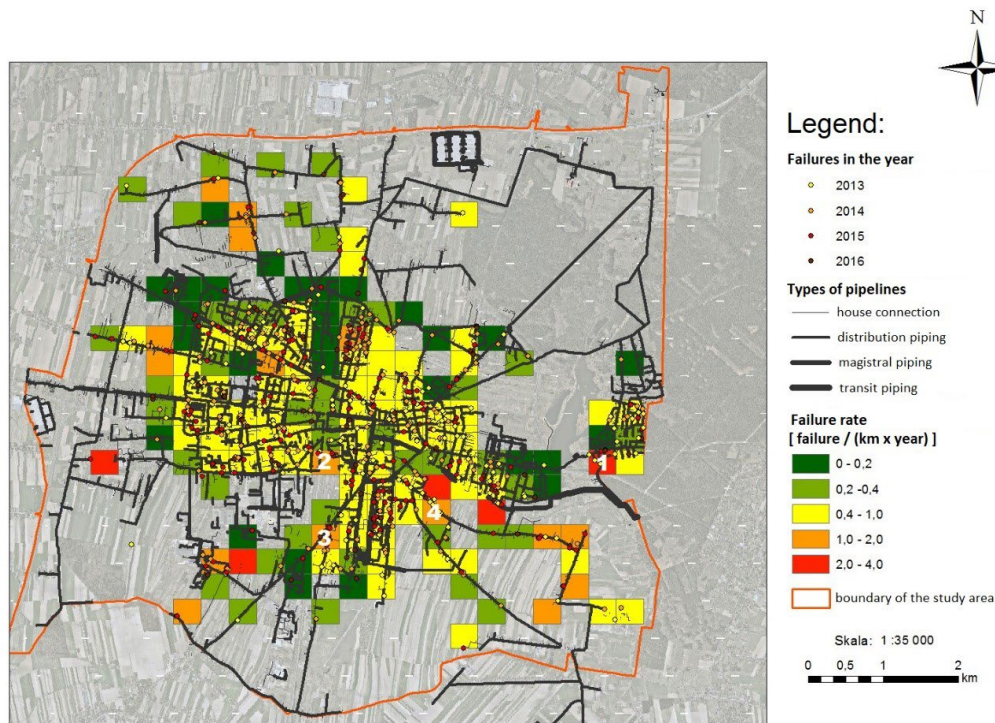 N
Legend:
Failures in the year
2013
2014
2015
2016
Types of pipelines
house connection
distribution piping
magistral piping
transit piping
Failure rate
[ failure / (km x year) ]
0 - 0,2
0,2 -0,4
0,4 - 1,0
1,0 - 2,0
2,0 - 4,0
boundary of the study area
Skala: 1 :35 000
0 0,5 1 2
km
1
2
4
3